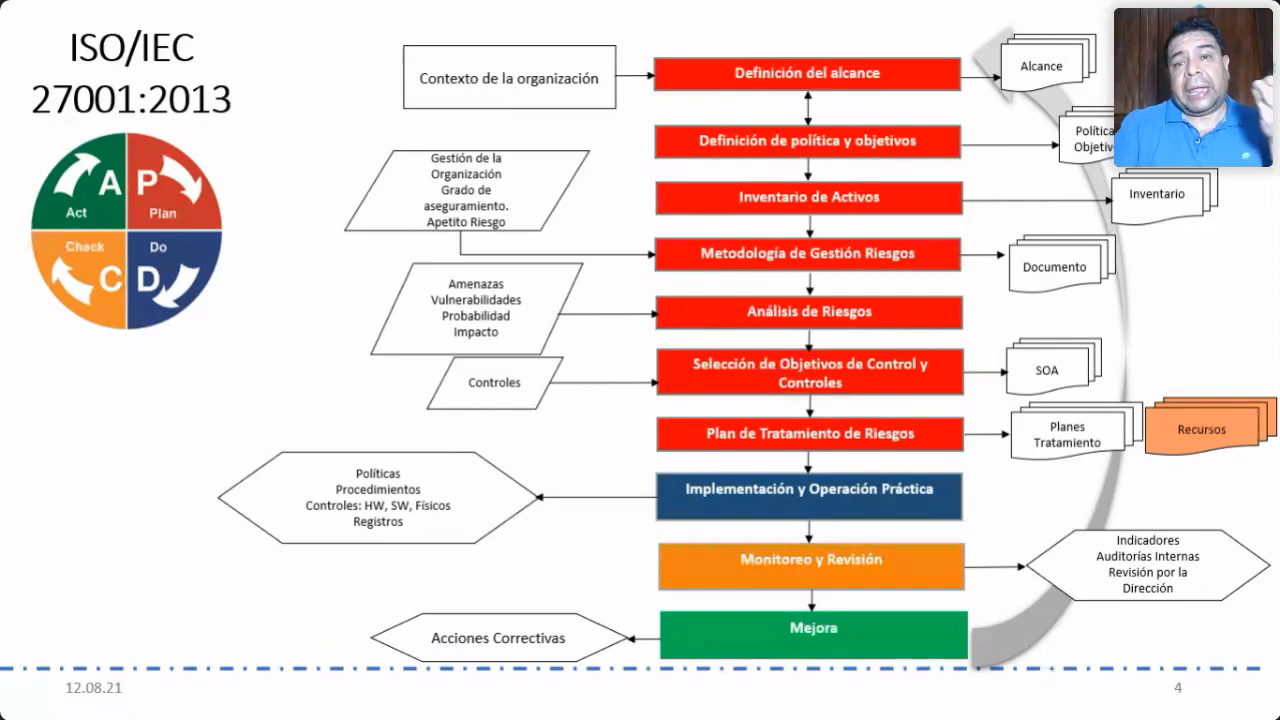 ISO/IEC
27001:2013
A
Act
P
Plan
Check
C
Do
D
Contexto de la organización
Definición del alcance
Alcance
Definición de política y objetivos
Política
Inventario de Activos
Inventario
Gestión de la
Organización
Grado de
aseguramiento.
Apetito Riesgo
Metodología de Gestión Riesgos
Documento
Amenazas
Vulnerabilidades
Probabilidad
Impacto
Análisis de Riesgos
Controles
Selección de Objetivos de Control y
Controles
SOA
Plan de Tratamiento de Riesgos
Planes
Tratamiento
Recursos
Políticas
Procedimientos
Controles: HW, SW, Físicos
Registros
Implementación y Operación Práctica
Monitoreo y Revisión
Indicadores
Auditorías Internas
Revisión por la
Dirección
Acciones Correctivas
Mejora
12.08.21
4